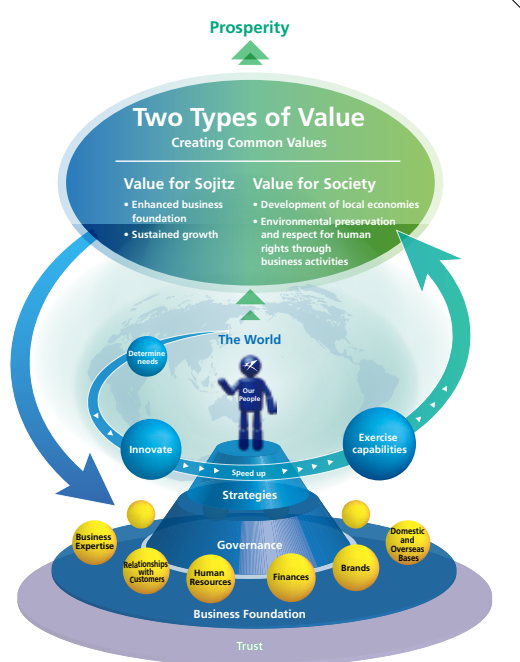 Prosperity
Two Types of Value
Creating Common Values
Value for Sojitz
• Enhanced business
foundation
• Sustained growth
Value for Society
• Development of local economies
• Environmental preservation
and respect for human
rights through
business activities
The World
Determine
needs
Our
People
Innovate
Exercise
capabilities
Speed up
Strategies
Governance
Business
Expertise
Relationships
with
Customers
Human
Resources
Finances
Brands
Domestic
and
Overseas
Bases
Business Foundation
Trust